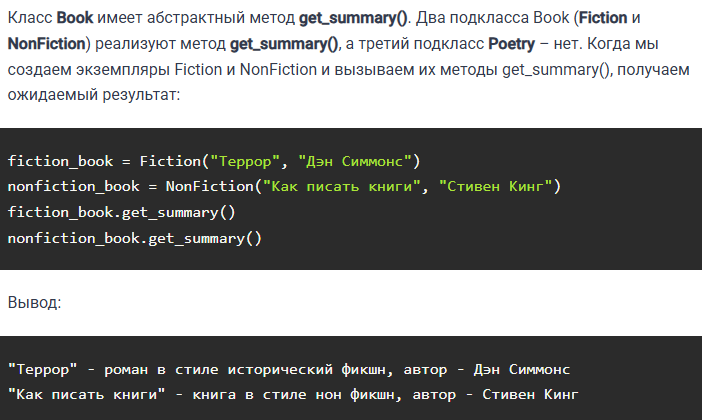 Класс Book имеет абстрактный метод get_summary(). Два подкласса Book (Fiction и
NonFiction) реализуют метод get_summary(), а третий подкласс Poetry – нет. Когда мы
создаем экземпляры Fiction и NonFiction и вызываем их методы get_summary(), получаем
ожидаемый результат:
fiction_book = Fiction("Террор", "Дэн Симмонс")
nonfiction_book = NonFiction("Как писать книги", "Стивен Кинг")
fiction_book.get_summary()
nonfiction_book.get_summary()
Вывод:
"Террор" - роман в стиле исторический фикшн, автор - Дэн Симмонс
"Как писать книги" - книга в стиле нон фикшн, автор - Стивен Кинг